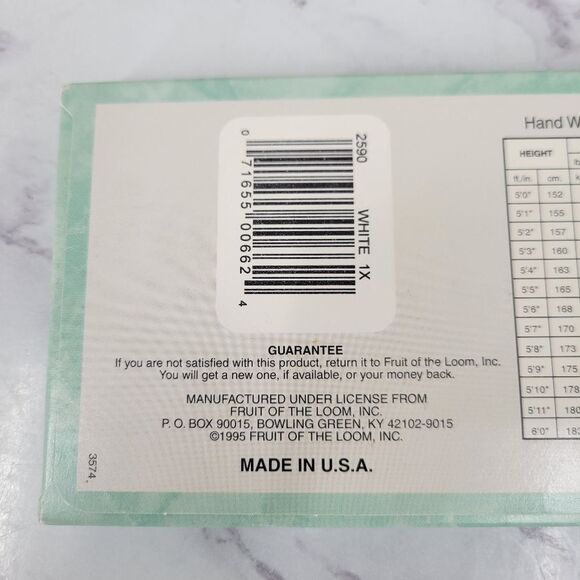 2590 WHITE 1X
0 71655 00662 4
GUARANTEE
If you are not satisfied with this product, return it to Fruit of the Loom, Inc.
You will get a new one, if available, or your money back.
MANUFACTURED UNDER LICENSE FROM
FRUIT OF THE LOOM, INC.
P. O. BOX 90015, BOWLING GREEN, KY 42102-9015
©1995 FRUIT OF THE LOOM, INC.
MADE IN U.S.A.
3574
Hand W
HEIGHT
ft./in. cm.
5'0" 152
5'1" 155
5'2" 157
5'3" 160
5'4" 163
5'5" 165
5'6" 168
5'7" 170
5'8" 173
5'9" 175
5'10" 178
5'11" 180
6'0"